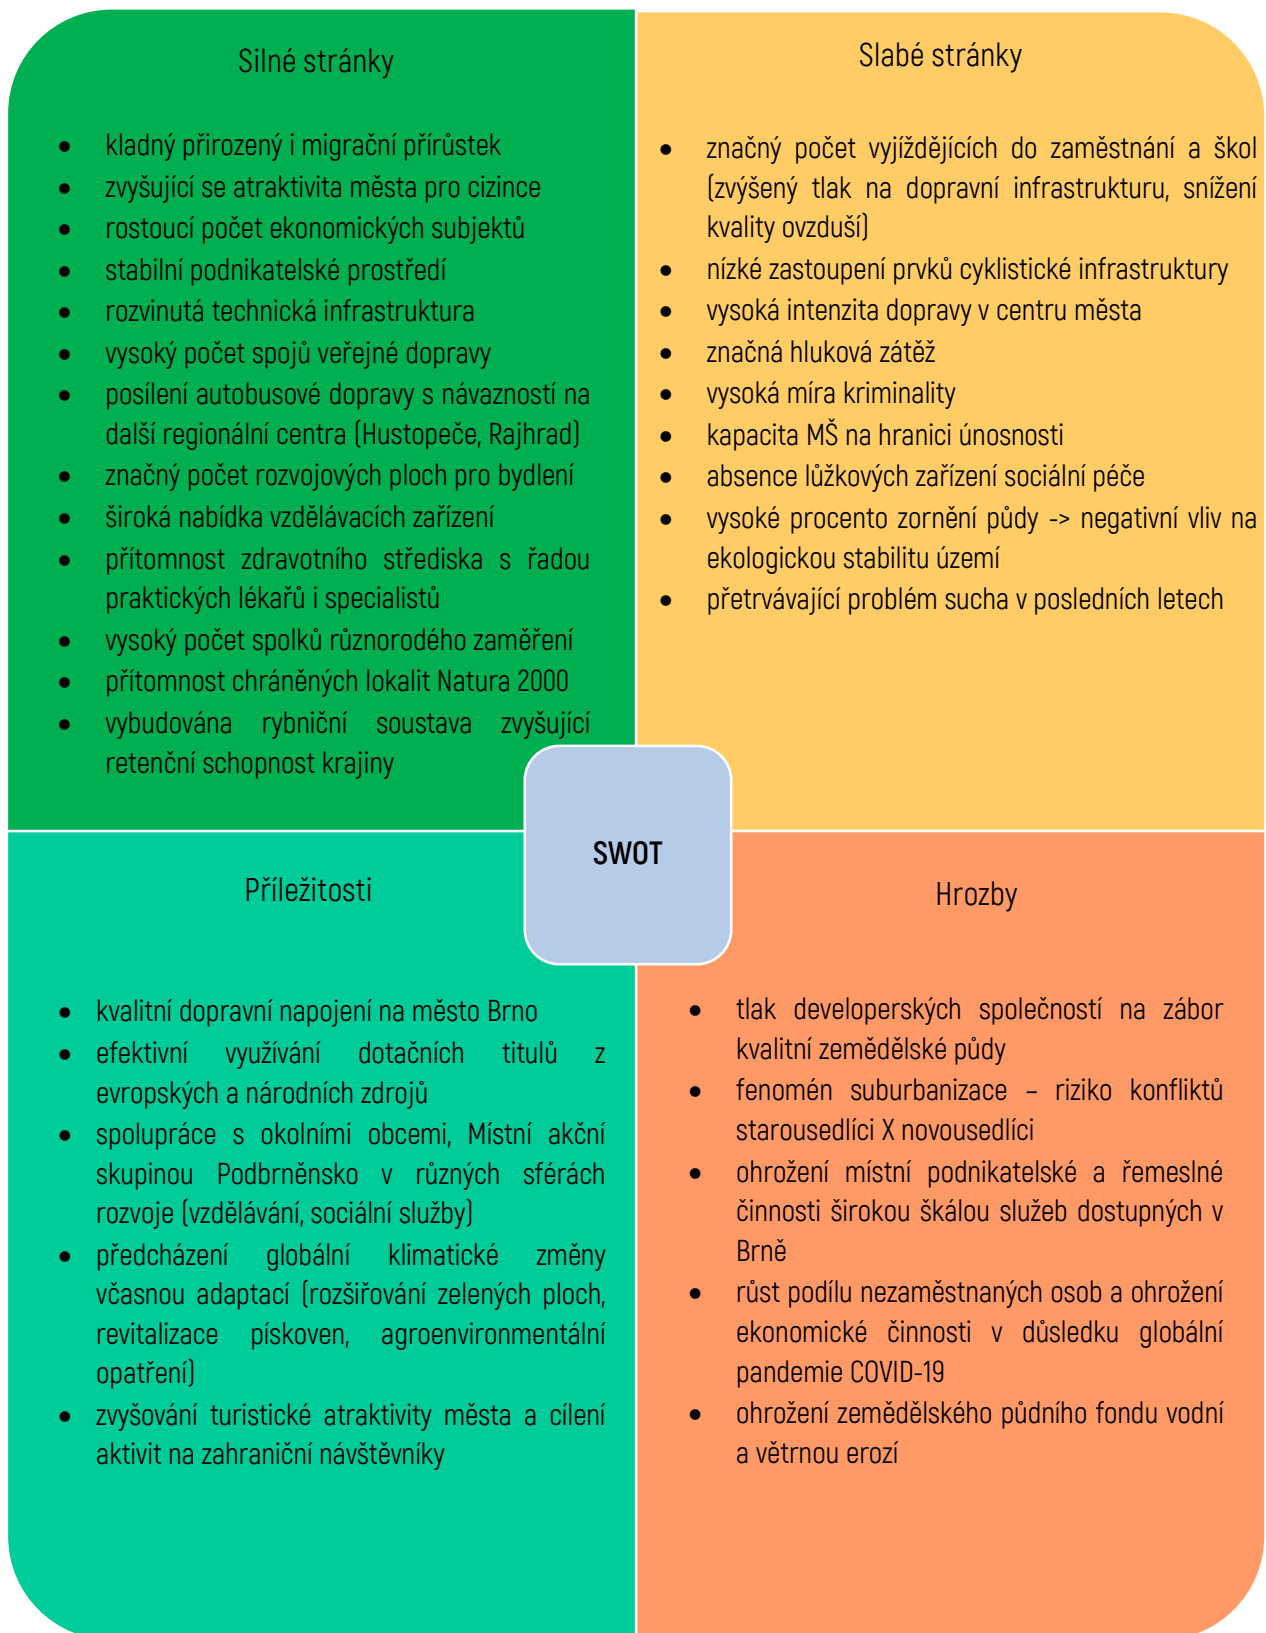 Silné stránky
• kladný přirozený i migrační přírůstek
• zvyšující se atraktivita města pro cizince
• rostoucí počet ekonomických subjektů
• stabilní podnikatelské prostředí
• rozvinutá technická infrastruktura
• vysoký počet spojů veřejné dopravy
• posílení autobusové dopravy s návazností na
další regionální centra (Hustopeče, Rajhrad)
• značný počet rozvojových ploch pro bydlení
• široká nabídka vzdělávacích zařízení
• přítomnost zdravotního střediska s řadou
praktických lékařů i specialistů
• vysoký počet spolků různorodého zaměření
• přítomnost chráněných lokalit Natura 2000
• vybudována rybniční soustava zvyšující
retenční schopnost krajiny
Slabé stránky
• značný počet vyjíždějících do zaměstnání a škol
(zvýšený tlak na dopravní infrastrukturu, snížení
kvality ovzduší)
• nízké zastoupení prvků cyklistické infrastruktury
• vysoká intenzita dopravy v centru města
• značná hluková zátěž
• vysoká míra kriminality
• kapacita MŠ na hranici únosnosti
• absence lůžkových zařízení sociální péče
• vysoké procento zornění půdy -> negativní vliv na
ekologickou stabilitu území
• přetrvávající problém sucha v posledních letech
SWOT
Příležitosti
• kvalitní dopravní napojení na město Brno
• efektivní využívání dotačních titulů z
evropských a národních zdrojů
• spolupráce s okolními obcemi, Místní akční
skupinou Podbrněnsko v různých sférách
rozvoje (vzdělávání, sociální služby)
• předcházení globální klimatické změny
včasnou adaptací (rozšiřování zelených ploch,
revitalizace pískoven, agroenvironmentální
opatření)
• zvyšování turistické atraktivity města a cílení
aktivit na zahraniční návštěvníky
Hrozby
• tlak developerských společností na zábor
kvalitní zemědělské půdy
• fenomén suburbanizace – riziko konfliktů
starousedlíci X novousedlíci
• ohrožení místní podnikatelské a řemeslné
činnosti širokou škálou služeb dostupných v
Brně
• růst podílu nezaměstnaných osob a ohrožení
ekonomické činnosti v důsledku globální
pandemie COVID-19
• ohrožení zemědělského půdního fondu vodní
a větrnou erozí